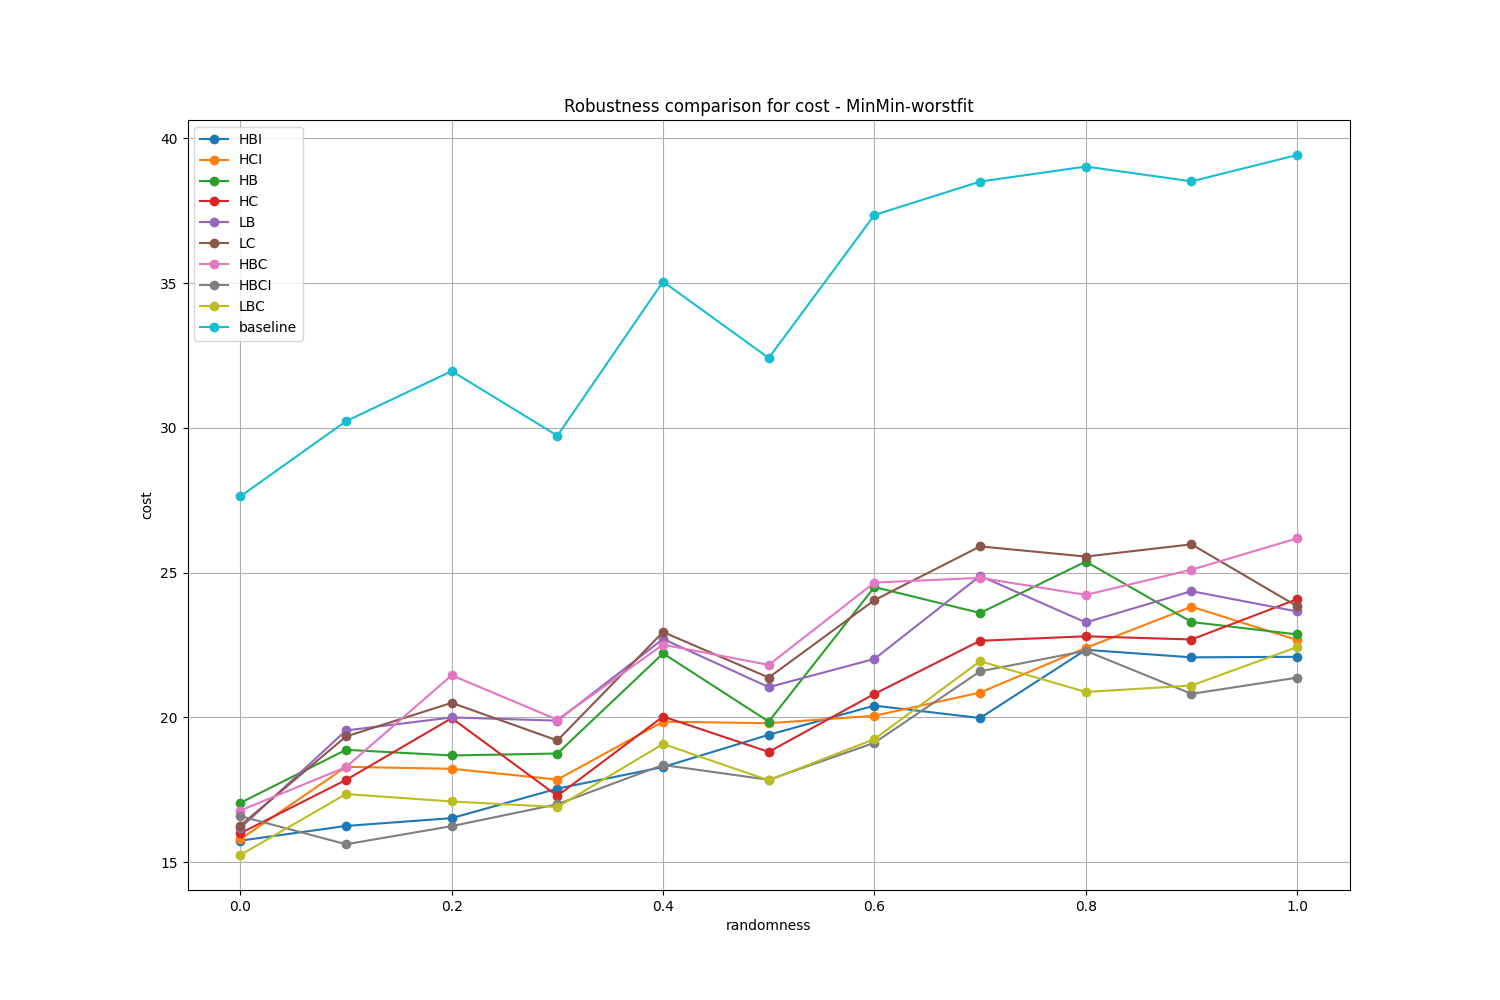 Robustness comparison for cost - MinMin-worstfit
40
35
30
25
20
15
cost
HBI
HCI
HB
HC
LB
LC
HBC
HBCI
LBC
baseline
0.0 0.2 0.4 0.6 0.8 1.0
randomness